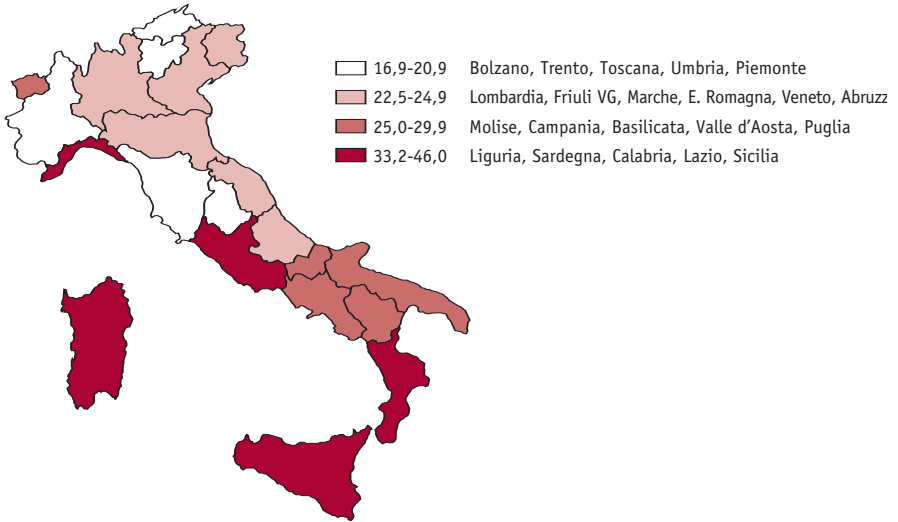 16,9-20,9 Bolzano, Trento, Toscana, Umbria, Piemonte
22,5-24,9 Lombardia, Friuli VG, Marche, E. Romagna, Veneto, Abruzz
25,0-29,9 Molise, Campania, Basilicata, Valle d'Aosta, Puglia
33,2-46,0 Liguria, Sardegna, Calabria, Lazio, Sicilia